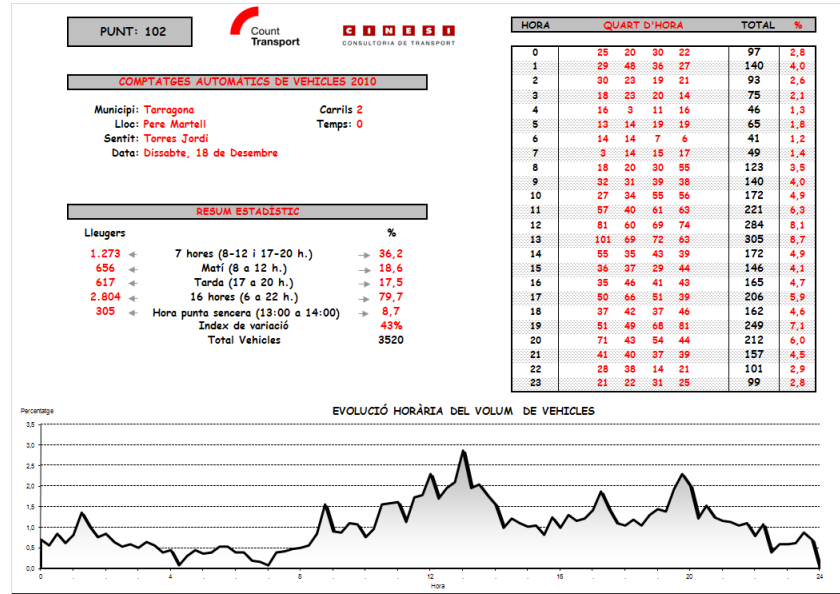 PUNT: 102
Count
Transport
CINESI
CONSULTORIA DE TRANSPORT
COMPTATGES AUTOMÀTICS DE VEHICLES 2010
Municipi: Tarragona Carrils 2
Lloc: Pere Martell Temps: 0
Sentit: Torres Jordi
Data: Dissabte, 18 de Desembre
RESUM ESTADÍSTIC
Lleugers %
1.273 7 hores (8-12 i 17-20 h.) 36,2
656 Matí (8 a 12 h.) 18,6
617 Tarda (17 a 20 h.) 17,5
2.804 16 hores (6 a 22 h.) 79,7
305 Hora punta sencera (13:00 a 14:00) 8,7
Index de variació 43%
Total Vehicles 3520
HORA QUART D'HORA TOTAL %
0 25 20 30 22 97 2,8
1 29 48 36 27 140 4,0
2 30 23 19 21 93 2,6
3 18 23 20 14 75 2,1
4 16 3 11 16 46 1,3
5 13 14 19 19 65 1,8
6 14 14 7 6 41 1,2
7 3 14 15 17 49 1,4
8 18 20 30 55 123 3,5
9 32 31 39 38 140 4,0
10 27 34 55 56 172 4,9
11 57 40 61 63 221 6,3
12 81 60 69 74 284 8,1
13 101 69 72 63 305 8,7
14 55 35 43 39 172 4,9
15 36 37 29 44 146 4,1
16 35 46 41 43 165 4,7
17 50 66 51 39 206 5,9
18 37 42 37 46 162 4,6
19 51 49 68 81 249 7,1
20 71 43 54 44 212 6,0
21 41 40 37 39 157 4,5
22 28 38 14 21 101 2,9
23 21 22 31 25 99 2,8
Percentatge
EVOLUCIÓ HORÀRIA DEL VOLUM DE VEHICLES
3,5
3,0
2,5
2,0
1,5
1,0
0,5
0,0
0 4 8 12 16 20 24
Hora